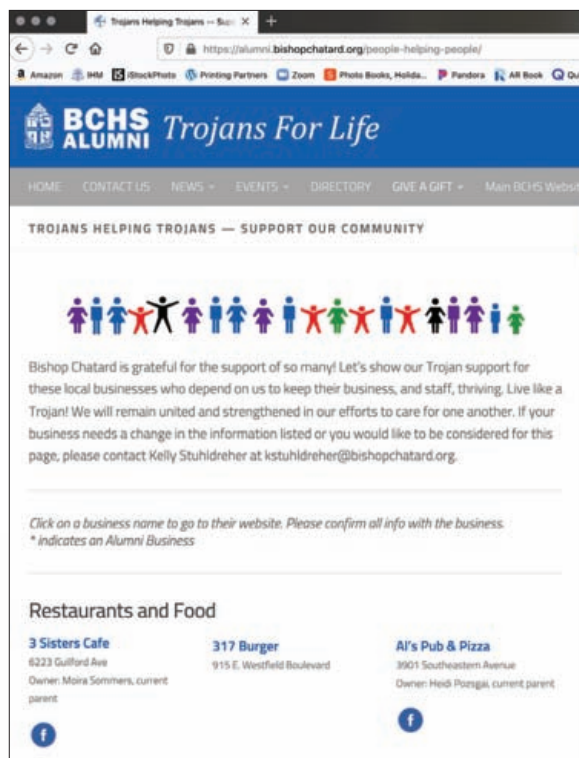 Trojans Helping Trojans -- Sup
https://alumni.bishopchatard.org/people-helping-people/
Amazon IHM iStockPhoto Printing Partners Zoom Photo Books, Holida... Pandora AR Book Qu
BCHS
ALUMNI
Trojans For Life
HOME CONTACT US NEWS EVENTS DIRECTORY GIVE A GIFT Main BCHS Websit
TROJANS HELPING TROJANS — SUPPORT OUR COMMUNITY
Bishop Chatard is grateful for the support of so many! Let's show our Trojan support for
these local businesses who depend on us to keep their business, and staff, thriving. Live like a
Trojan! We will remain united and strengthened in our efforts to care for one another. If your
business needs a change in the information listed or you would like to be considered for this
page, please contact Kelly Stuhldreher at kstuhldreher@bishopchatard.org.
Click on a business name to go to their website. Please confirm all info with the business.
* indicates an Alumni Business
Restaurants and Food
3 Sisters Cafe
6223 Guilford Ave
Owner: Moira Sommers, current
parent
317 Burger
915 E. Westfield Boulevard
Al's Pub & Pizza
3901 Southeastern Avenue
Owner: Heidi Pozsgai, current parent